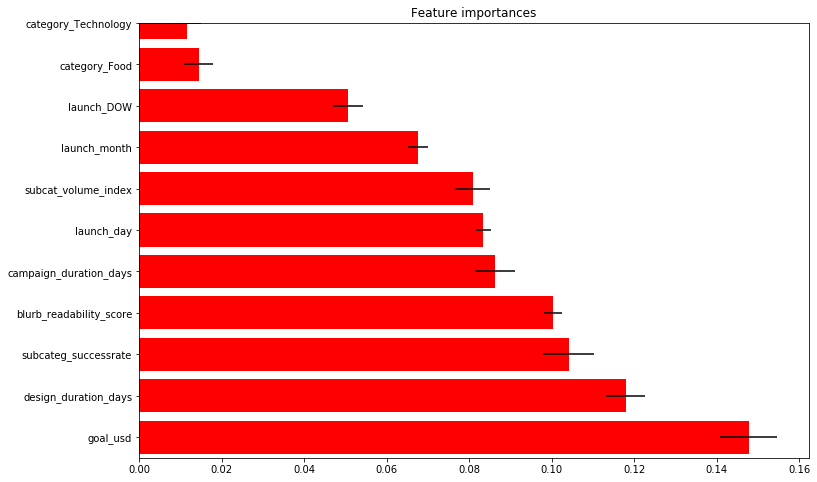 Feature importances
category_Technology
category_Food
launch_DOW
launch_month
subcat_volume_index
launch_day
campaign_duration_days
blurb_readability_score
subcateg_successrate
design_duration_days
goal_usd
0.00 0.02 0.04 0.06 0.08 0.10 0.12 0.14 0.16